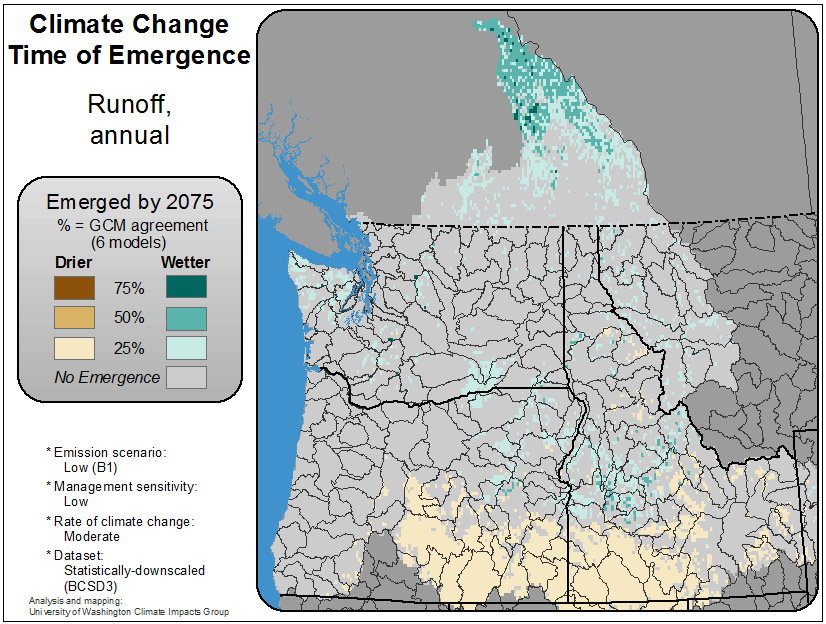 Climate Change
Time of Emergence
Runoff,
annual
Emerged by 2075
% = GCM agreement
(6 models)
Drier Wetter
75%
50%
25%
No Emergence
* Emission scenario:
Low (B1)
* Management sensitivity:
Low
* Rate of climate change:
Moderate
* Dataset:
Statistically-downscaled
(BCSD3)
Analysis and mapping:
University of Washington Climate Impacts Group